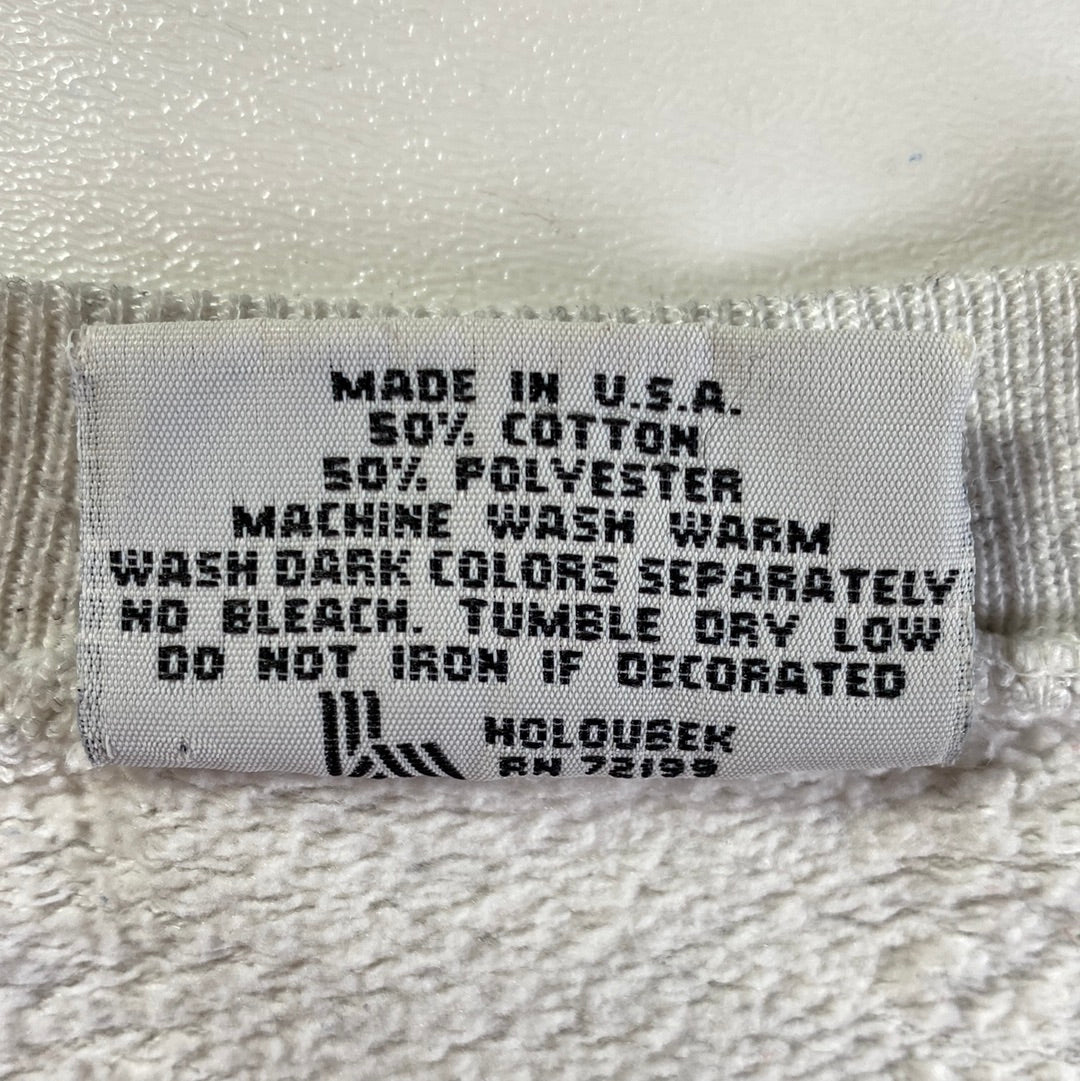 MADE IN U.S.A.
50% COTTON
50% POLYESTER
MACHINE WASH WARM
WASH DARK COLORS SEPARATELY
NO BLEACH. TUMBLE DRY LOW
DO NOT IRON IF DECORATED
HOLOUBEK
RN 72199